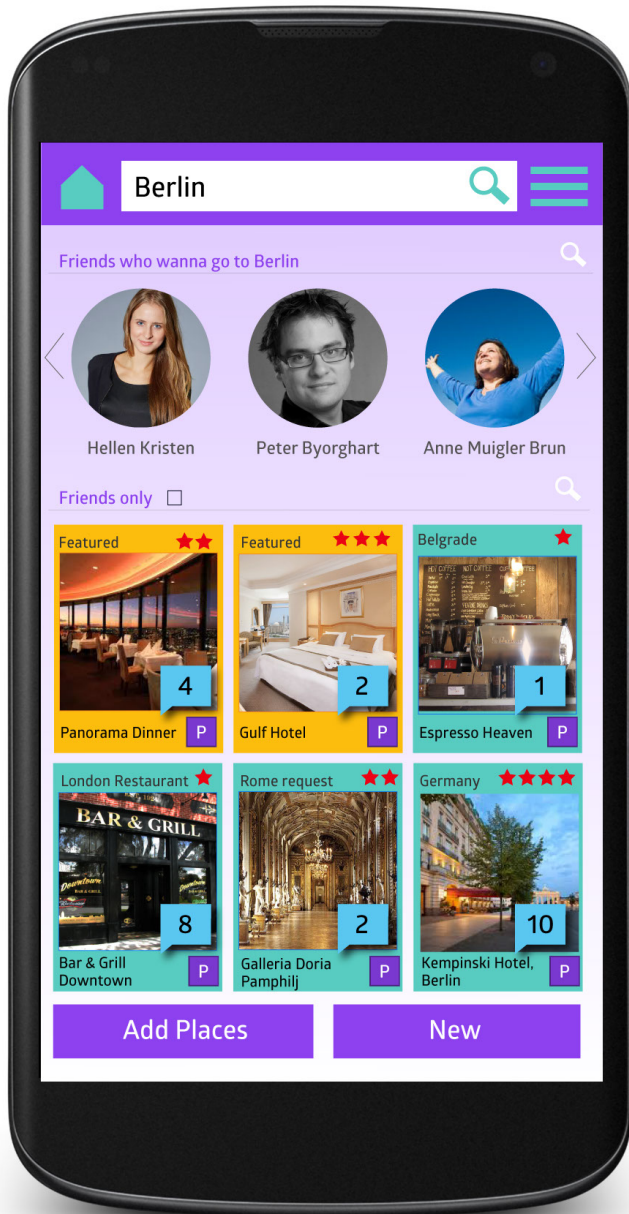 Berlin
Friends who wanna go to Berlin
Hellen Kristen
Peter Byorghart
Anne Muigler Brun
Friends only
Featured
Featured
Belgrade
4
2
1
Panorama Dinner P
Gulf Hotel P
Espresso Heaven P
London Restaurant
Rome request
Germany
BAR & GRILL
Downtown
8
2
10
Bar & Grill
Downtown
P
Galleria Doria
Pamphilj
P
Kempinski Hotel,
Berlin
P
Add Places
New